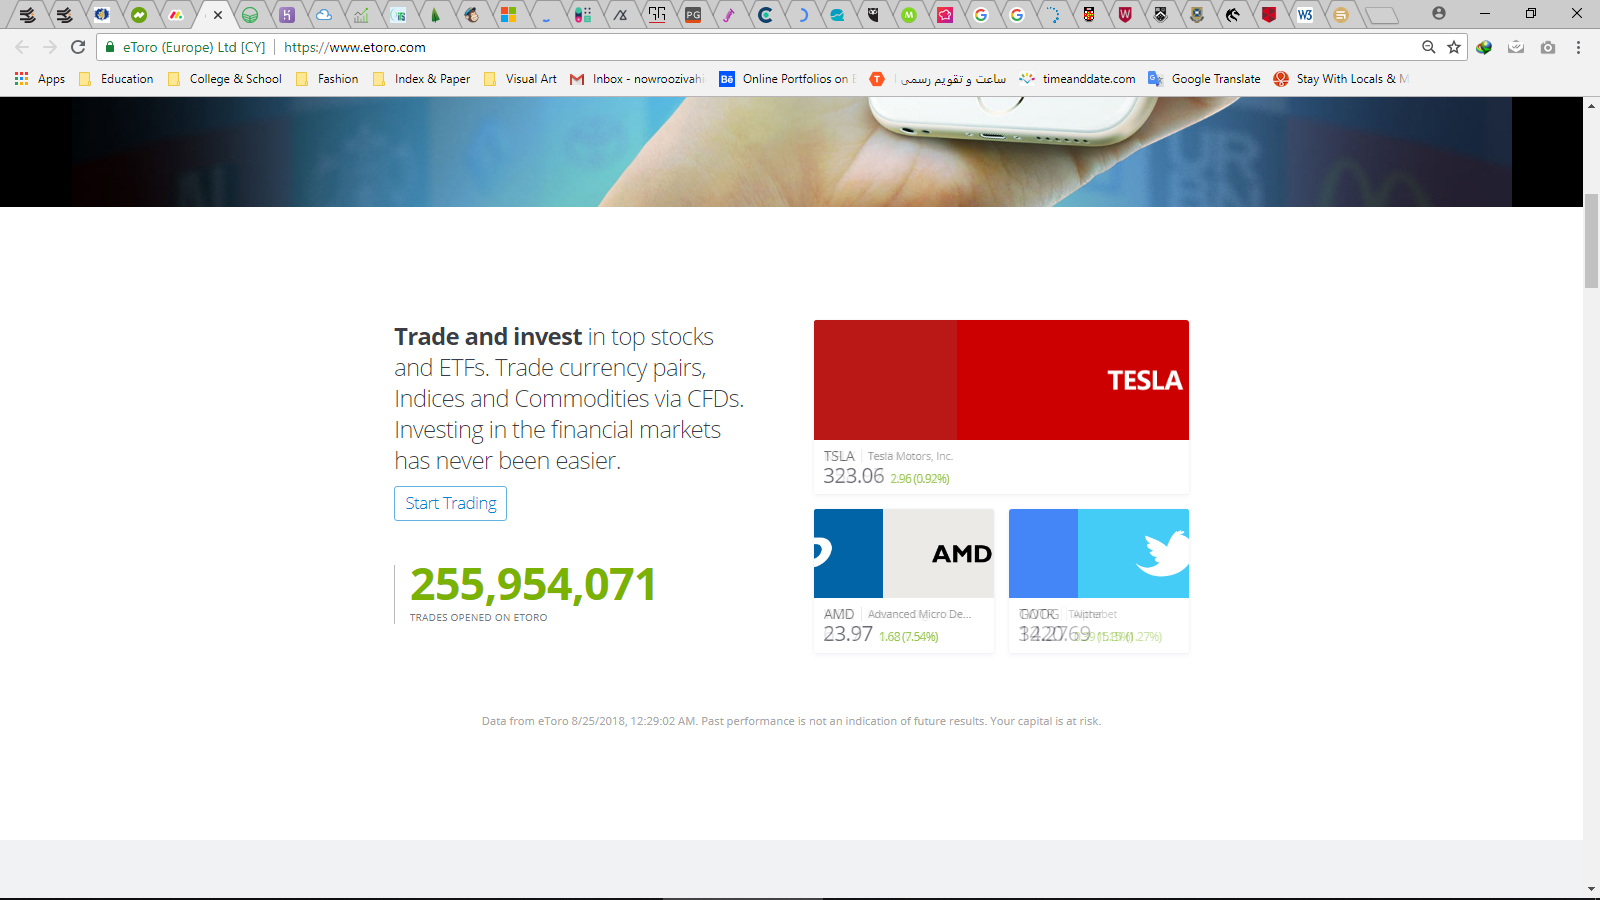 eToro (Europe) Ltd [CY]
https://www.etoro.com
Apps
Education
College & School
Fashion
Index & Paper
Visual Art
Inbox - nowroozivahi
Online Portfolios on
ساعت و تقویم رسمی
timeanddate.com
Google Translate
Stay With Locals & M
Trade and invest in top stocks
and ETFs. Trade currency pairs,
Indices and Commodities via CFDs.
Investing in the financial markets
has never been easier.
Start Trading
255,954,071
TRADES OPENED ON ETORO
TESLA
TSLA
Tesla Motors, Inc.
323.06 2.96 (0.92%)
AMD
AMD
Advanced Micro De...
23.97 1.68 (7.54%)
Data from eToro 8/25/2018, 12:29:02 AM. Past performance is not an indication of future results. Your capital is at risk.